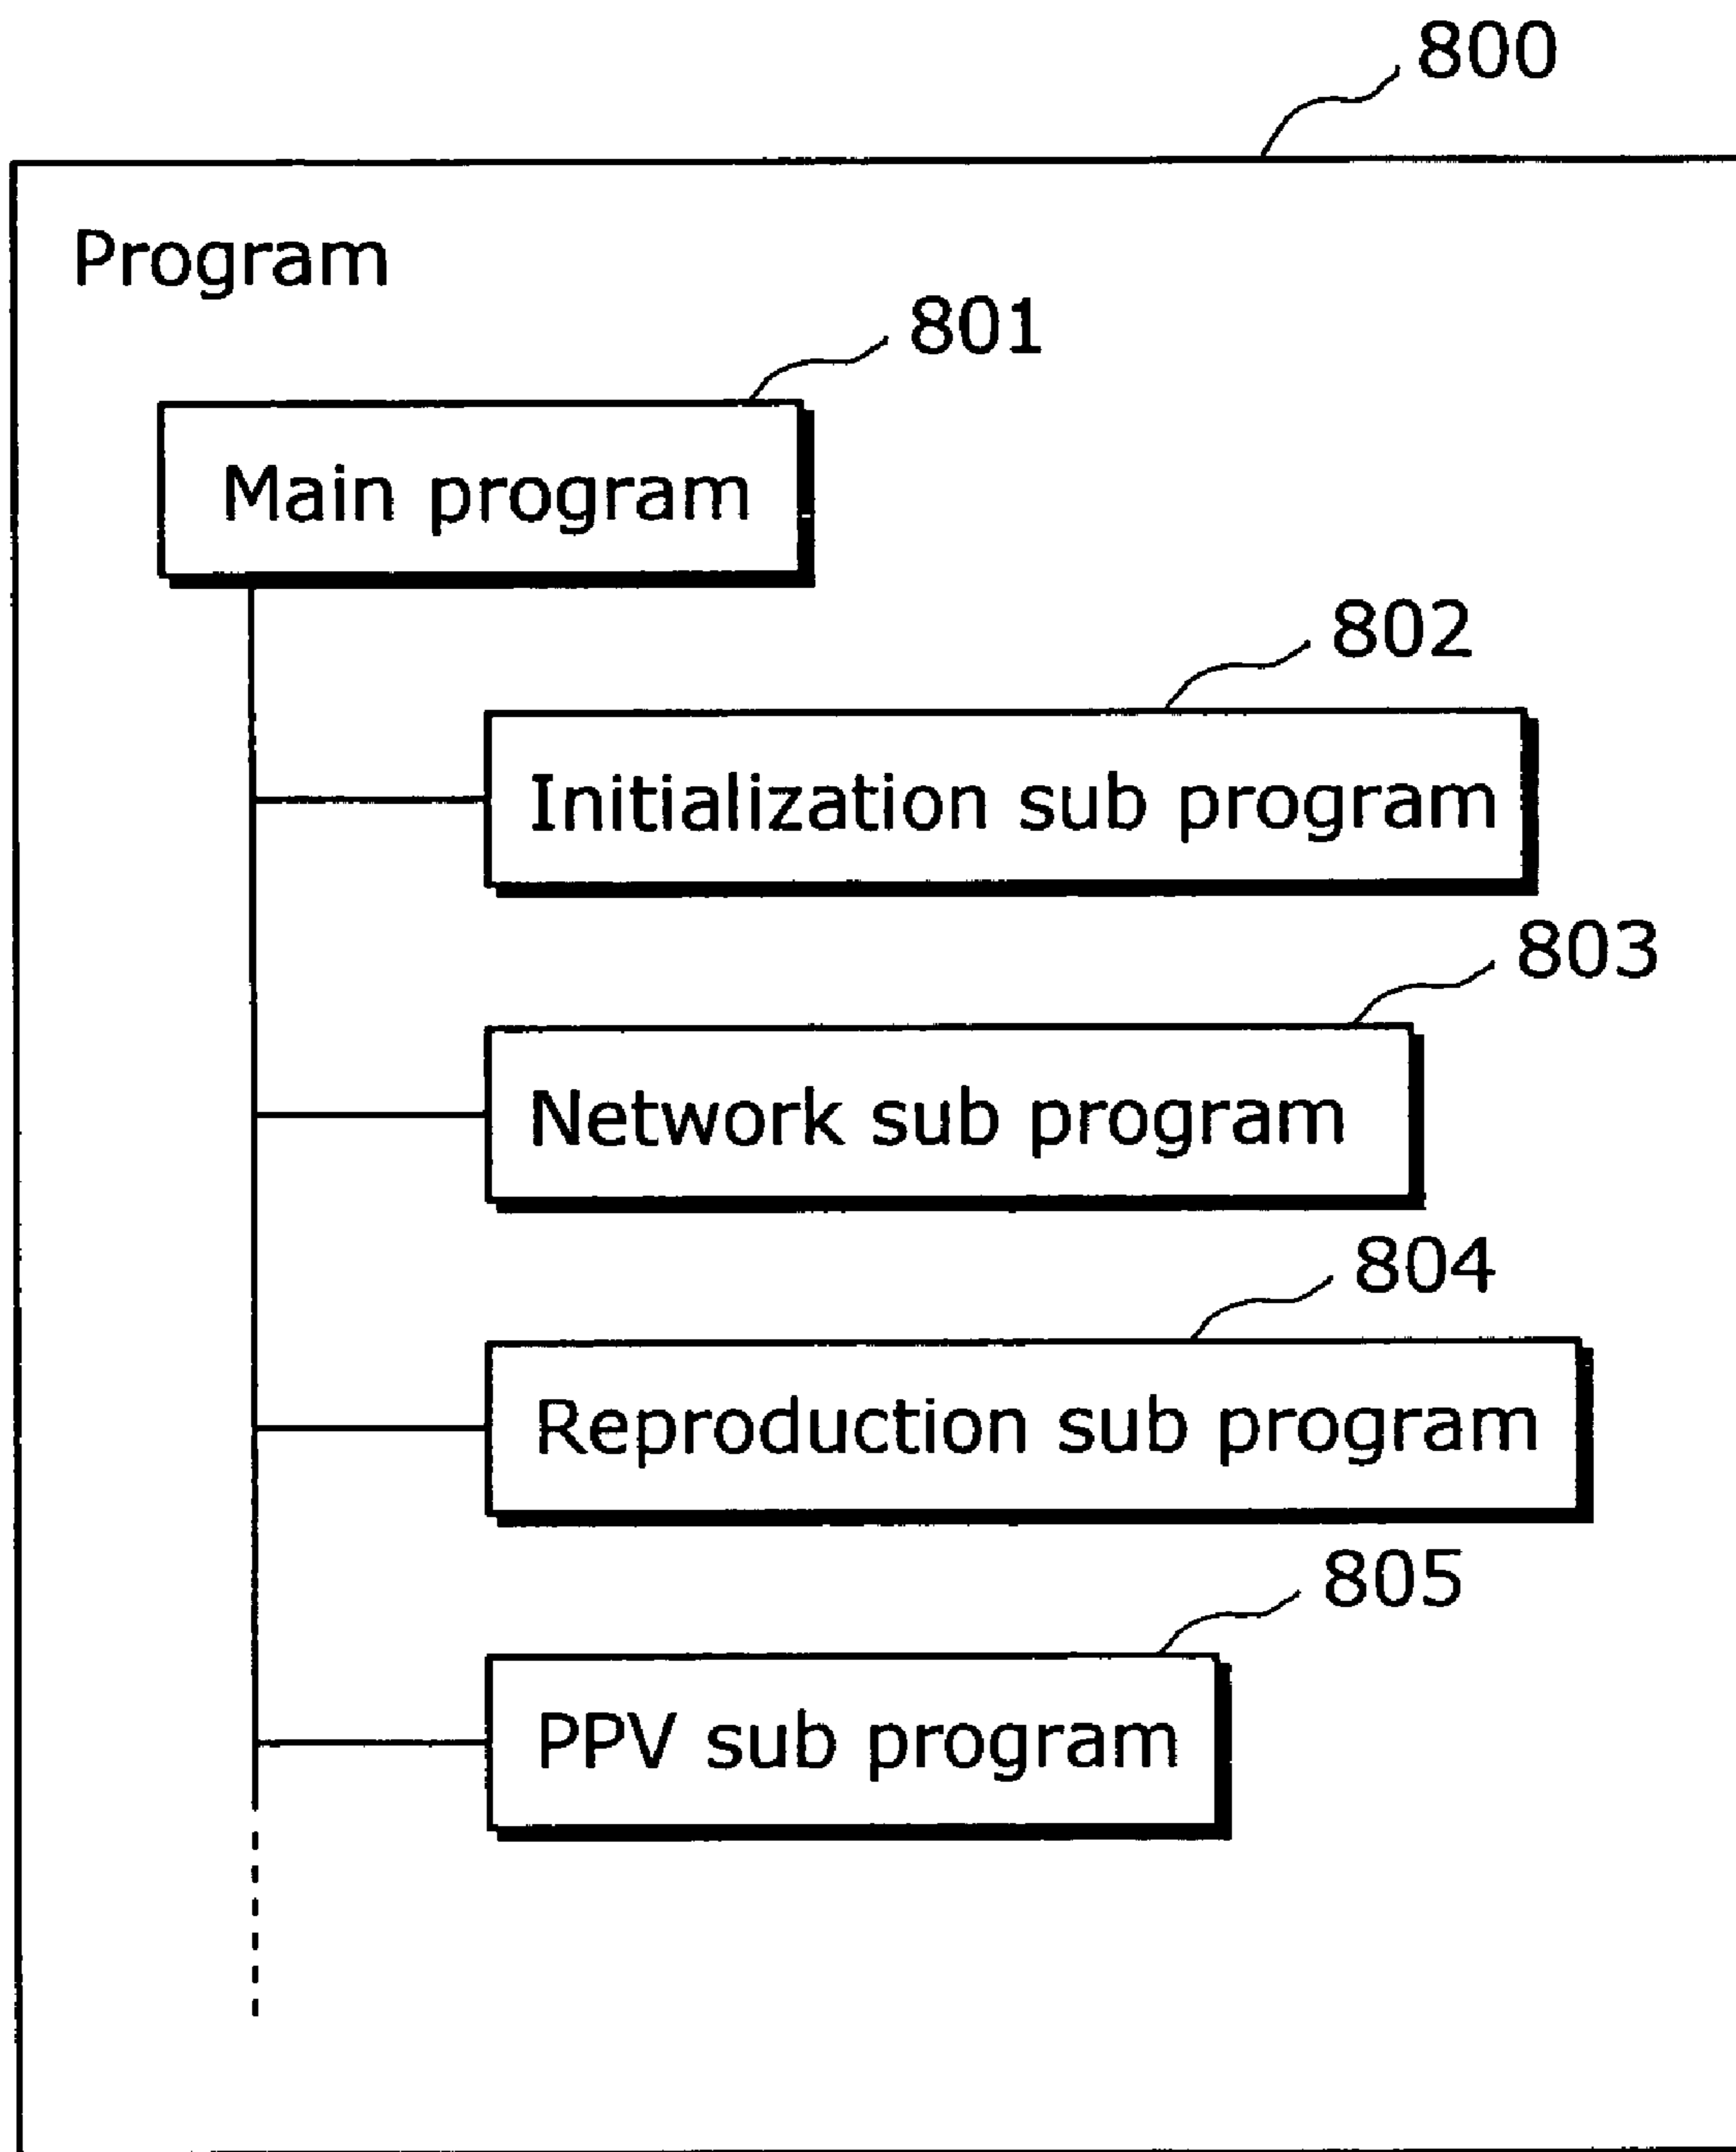 800
Program
801
Main program
802
Initialization sub program
803
Network sub program
804
Reproduction sub program
805
PPV sub program